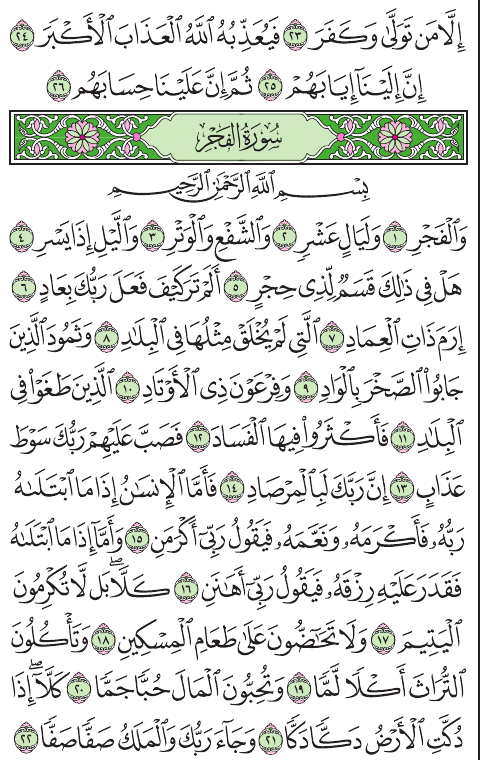 إِلَّا مَن تَوَلَّىٰ وَكَفَرَ ٢٣ فَيُعَذِّبُهُ ٱللَّهُ ٱلْعَذَابَ ٱلْأَكْبَرَ ٢٤
إِنَّ إِلَيْنَآ إِيَابَهُمْ ٢٥ ثُمَّ إِنَّ عَلَيْنَا حِسَابَهُم ٢٦
سُورَةُ الفَجْرِ
بِسْمِ ٱللَّهِ ٱلرَّحْمَٰنِ ٱلرَّحِيمِ
وَٱلْفَجْرِ ١ وَلَيَالٍ عَشْرٍ ٢ وَٱلشَّفْعِ وَٱلْوَتْرِ ٣ وَٱلَّيْلِ إِذَا يَسْرِ ٤
هَلْ فِي ذَٰلِكَ قَسَمٌ لِّذِي حِجْرٍ ٥ أَلَمْ تَرَ كَيْفَ فَعَلَ رَبُّكَ بِعَادٍ ٦
إِرَمَ ذَاتِ ٱلْعِمَادِ ٧ ٱلَّتِي لَمْ يُخْلَقْ مِثْلُهَا فِي ٱلْبِلَٰدِ ٨ وَثَمُودَ ٱلَّذِينَ
جَابُوا۟ ٱلصَّخْرَ بِٱلْوَادِ ٩ وَفِرْعَوْنَ ذِي ٱلْأَوْتَادِ ١٠ ٱلَّذِينَ طَغَوْا۟ فِي
ٱلْبِلَٰدِ ١١ فَأَكْثَرُوا۟ فِيهَا ٱلْفَسَادَ ١٢ فَصَبَّ عَلَيْهِمْ رَبُّكَ سَوْطَ
عَذَابٍ ١٣ إِنَّ رَبَّكَ لَبِٱلْمِرْصَادِ ١٤ فَأَمَّا ٱلْإِنسَٰنُ إِذَا مَا ٱبْتَلَىٰهُ
رَبُّهُۥ فَأَكْرَمَهُۥ وَنَعَّمَهُۥ فَيَقُولُ رَبِّيٓ أَكْرَمَنِ ١٥ وَأَمَّآ إِذَا مَا ٱبْتَلَىٰهُ
فَقَدَرَ عَلَيْهِ رِزْقَهُۥ فَيَقُولُ رَبِّيٓ أَهَٰنَنِ ١٦ كَلَّاۖ بَل لَّا تُكْرِمُونَ
ٱلْيَتِيمَ ١٧ وَلَا تَحَٰٓضُّونَ عَلَىٰ طَعَامِ ٱلْمِسْكِينِ ١٨ وَتَأْكُلُونَ
ٱلتُّرَاثَ أَكْلًا لَّمًّا ١٩ وَتُحِبُّونَ ٱلْمَالَ حُبًّا جَمًّا ٢٠ كَلَّآۖ إِذَا
دُكَّتِ ٱلْأَرْضُ دَكًّا دَكًّا ٢١ وَجَآءَ رَبُّكَ وَٱلْمَلَكُ صَفًّا صَفًّا ٢٢